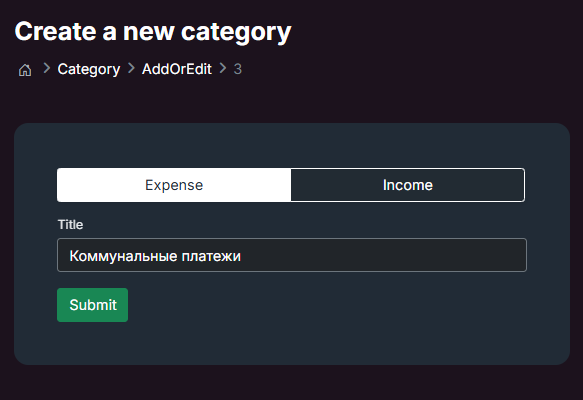 Create a new category
Category > AddOrEdit > 3
Expense Income
Title
Коммунальные платежи
Submit